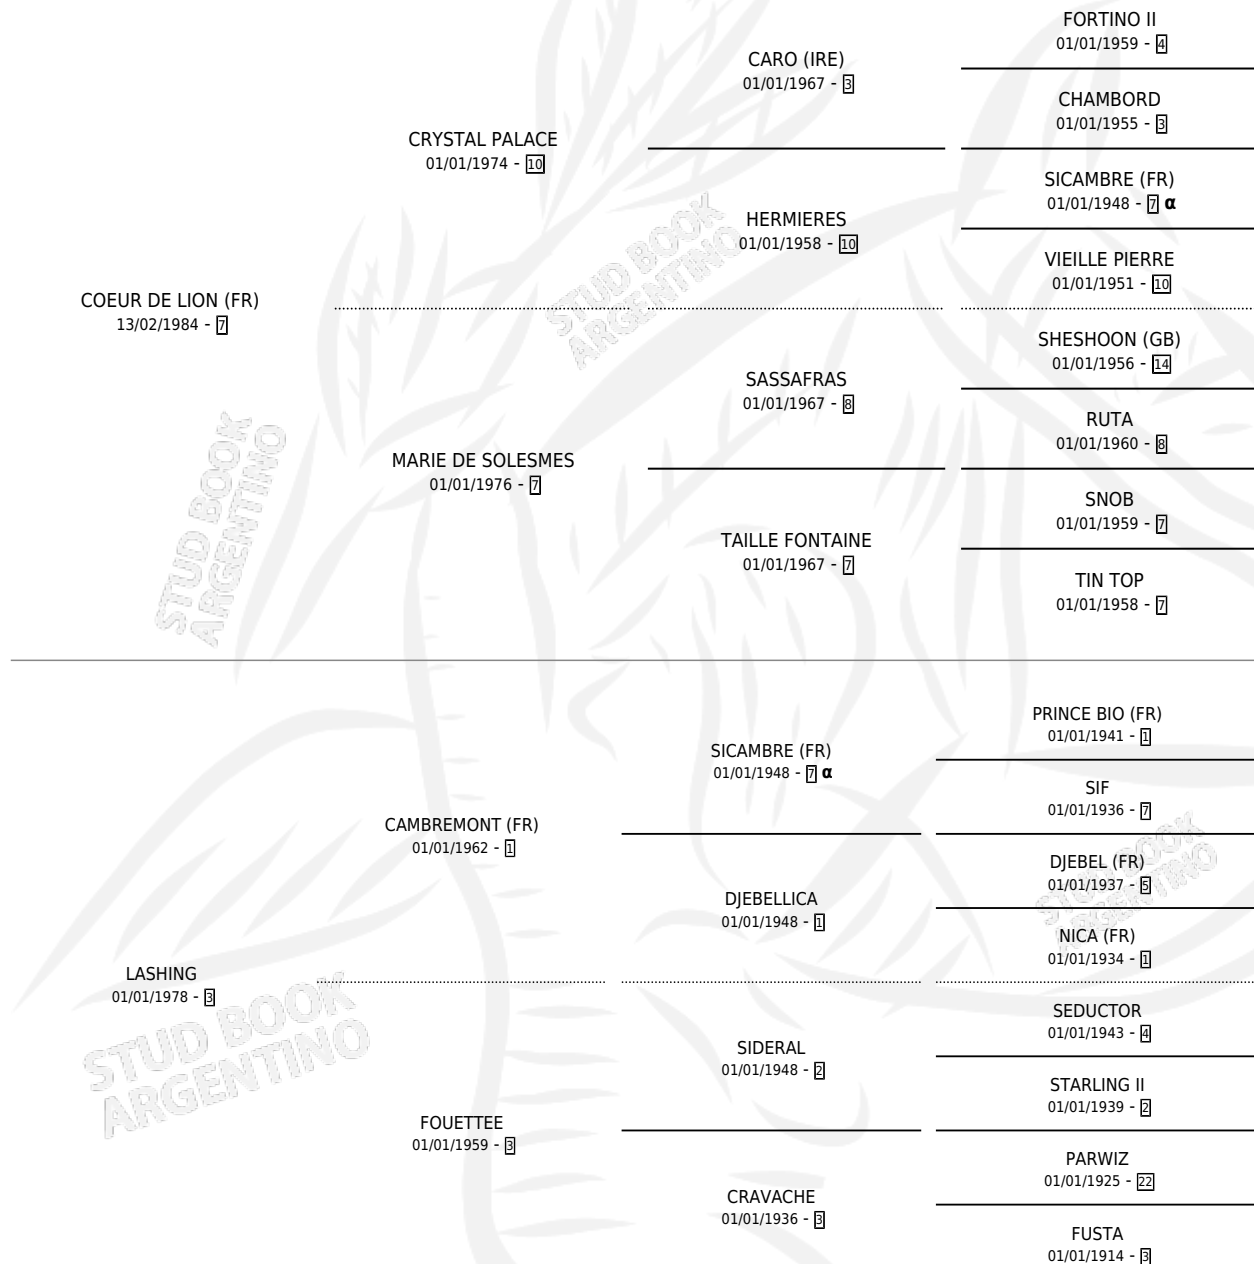 FORTINO II
01/01/1959 - 4
CARO (IRE)
01/01/1967 - 3
CHAMBORD
01/01/1955 - 3
CRYSTAL PALACE
01/01/1974 - 10
SICAMBRE (FR)
01/01/1948 - 7 α
HERMIERES
01/01/1958 - 10
VIEILLE PIERRE
01/01/1951 - 10
STUD BOOK
ARGENTINO
COEUR DE LION (FR)
13/02/1984 - 7
SHESHOON (GB)
01/01/1956 - 14
SASSAFRAS
01/01/1967 - 8
RUTA
01/01/1960 - 8
MARIE DE SOLESMES
01/01/1976 - 7
SNOB
01/01/1959 - 7
TAILLE FONTAINE
01/01/1967 - 7
TIN TOP
01/01/1958 - 7
STUD BOOK
ARGENTINO
PRINCE BIO (FR)
01/01/1941 - 1
SICAMBRE (FR)
01/01/1948 - 7 α
SIF
01/01/1936 - 7
CAMBREMONT (FR)
01/01/1962 - 1
DJEBEL (FR)
01/01/1937 - 5
DJEBELLICA
01/01/1948 - 1
NICA (FR)
01/01/1934 - 1
STUD BOOK
ARGENTINO
LASHING
01/01/1978 - 3
SEDUCTOR
01/01/1943 - 4
SIDERAL
01/01/1948 - 2
STARLING II
01/01/1939 - 2
STUD BOOK
ARGENTINO
FOUETTEE
01/01/1959 - 3
PARWIZ
01/01/1925 - 22
CRAVACHE
01/01/1936 - 3
FUSTA
01/01/1914 - 3